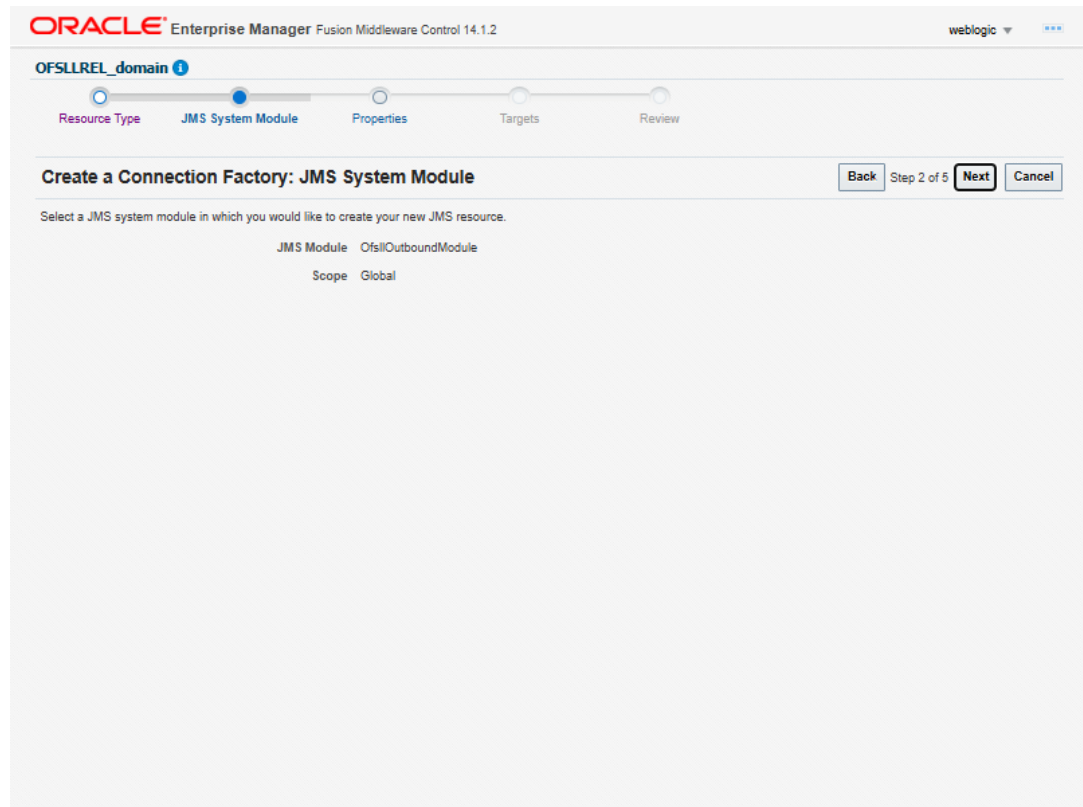 ORACLE Enterprise Manager Fusion Middleware Control 14.1.2 weblogic
OFSLLREL_domain
Resource Type JMS System Module Properties Targets Review
Create a Connection Factory: JMS System Module Back Step 2 of 5 Next Cancel
Select a JMS system module in which you would like to create your new JMS resource.
JMS Module OfsllOutboundModule
Scope Global